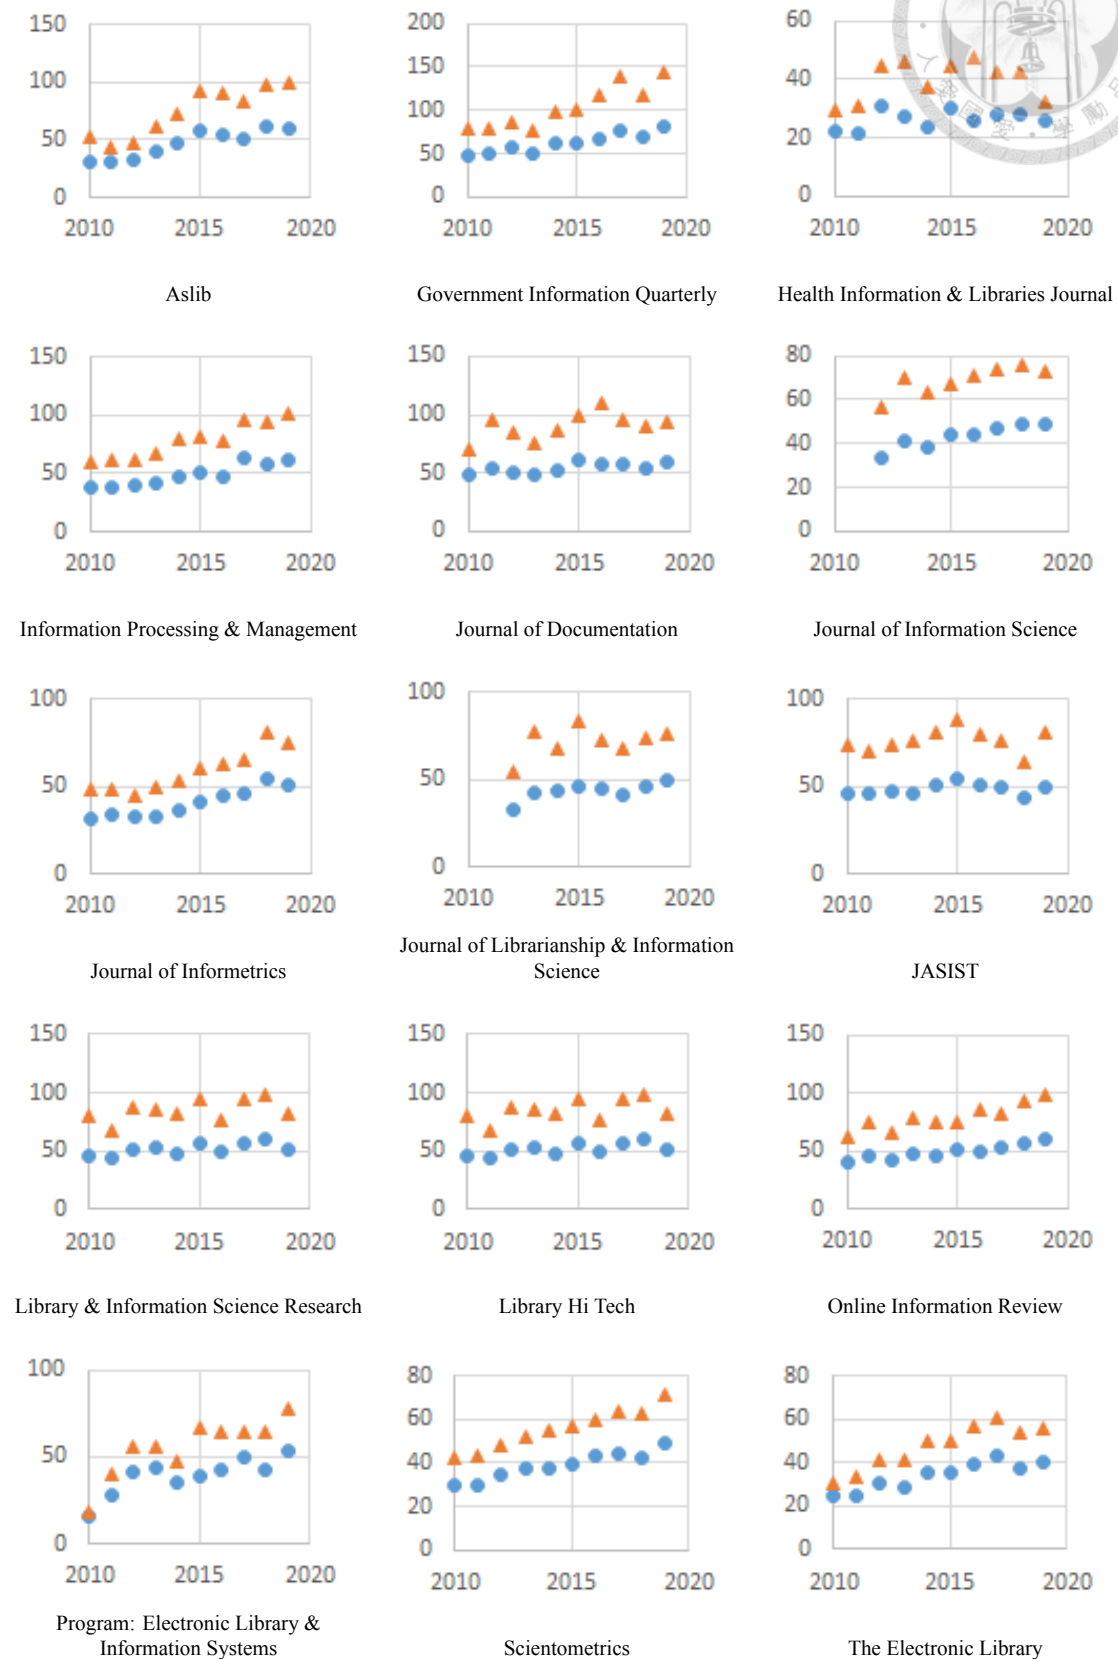 150
100
50
0
2010 2015 2020
Aslib
200
150
100
50
0
2010 2015 2020
Government Information Quarterly
60
40
20
0
2010 2015 2020
Health Information & Libraries Journal
150
100
50
0
2010 2015 2020
Information Processing & Management
150
100
50
0
2010 2015 2020
Journal of Documentation
80
60
40
20
0
2010 2015 2020
Journal of Information Science
100
50
0
2010 2015 2020
Journal of Informetrics
100
50
0
2010 2015 2020
Journal of Librarianship & Information
Science
100
50
0
2010 2015 2020
JASIST
150
100
50
0
2010 2015 2020
Library & Information Science Research
150
100
50
0
2010 2015 2020
Library Hi Tech
150
100
50
0
2010 2015 2020
Online Information Review
100
50
0
2010 2015 2020
Program: Electronic Library &
Information Systems
80
60
40
20
0
2010 2015 2020
Scientometrics
80
60
40
20
0
2010 2015 2020
The Electronic Library